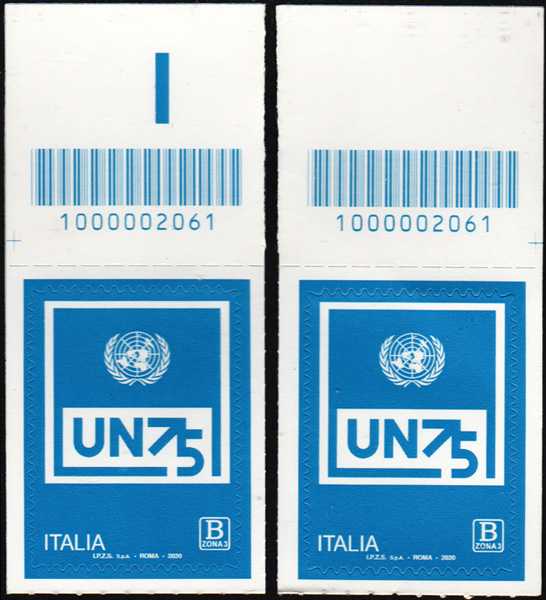 1000002061
UN75
ITALIA
B
ZONA 3
I.P.Z.S. S.p.A. - ROMA - 2020
1000002061
UN75
ITALIA
B
ZONA 3
I.P.Z.S. S.p.A. - ROMA - 2020